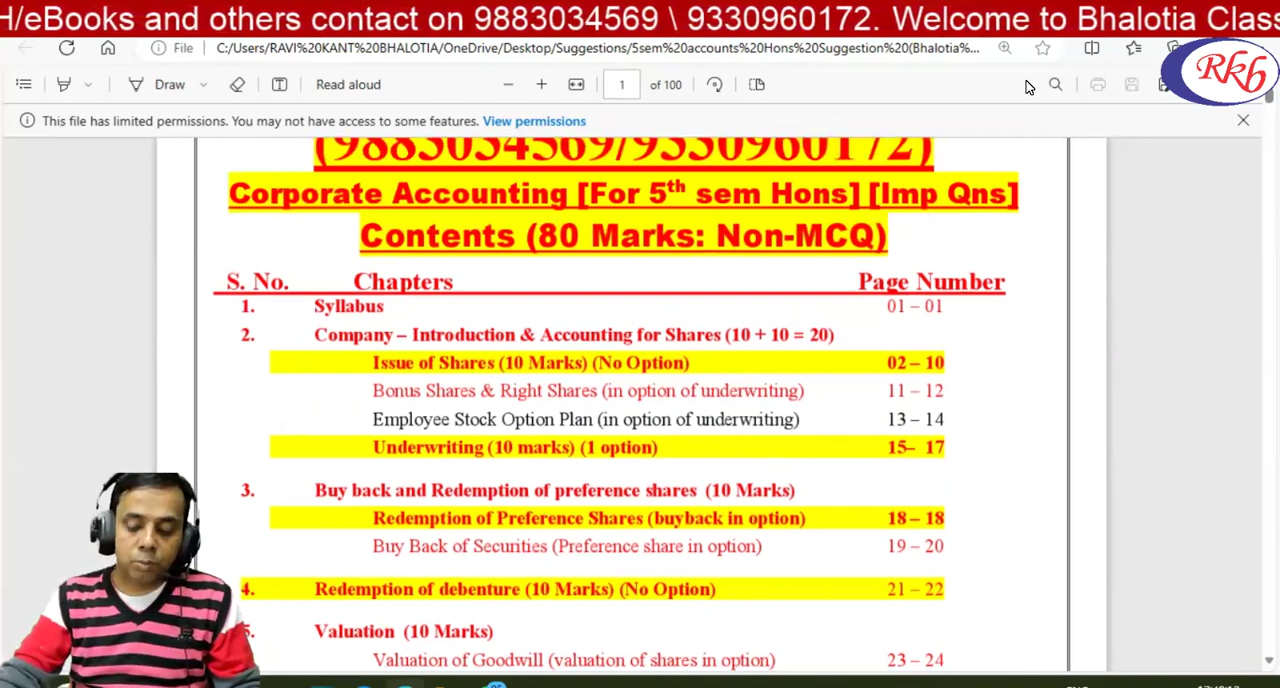 H/eBooks and others contact on 9883034569 \ 9330960172. Welcome to Bhalotia Clas
File C:/Users/RAVI%20KANT%20BHALOTIA/OneDrive/Desktop/Suggestions/5sem%20accounts%20Hons%20Suggestion%20(Bhalotia%...
Rkb
Draw Read aloud 1 of 100
This file has limited permissions. You may not have access to some features. View permissions
(9883034569/9330960172)
Corporate Accounting [For 5th sem Hons] [Imp Qns]
Contents (80 Marks: Non-MCQ)
S. No. Chapters Page Number
1. Syllabus 01 – 01
2. Company – Introduction & Accounting for Shares (10 + 10 = 20)
Issue of Shares (10 Marks) (No Option) 02 – 10
Bonus Shares & Right Shares (in option of underwriting) 11 – 12
Employee Stock Option Plan (in option of underwriting) 13 – 14
Underwriting (10 marks) (1 option) 15– 17
3. Buy back and Redemption of preference shares (10 Marks)
Redemption of Preference Shares (buyback in option) 18 – 18
Buy Back of Securities (Preference share in option) 19 – 20
4. Redemption of debenture (10 Marks) (No Option) 21 – 22
Valuation (10 Marks)
Valuation of Goodwill (valuation of shares in option) 23 – 24